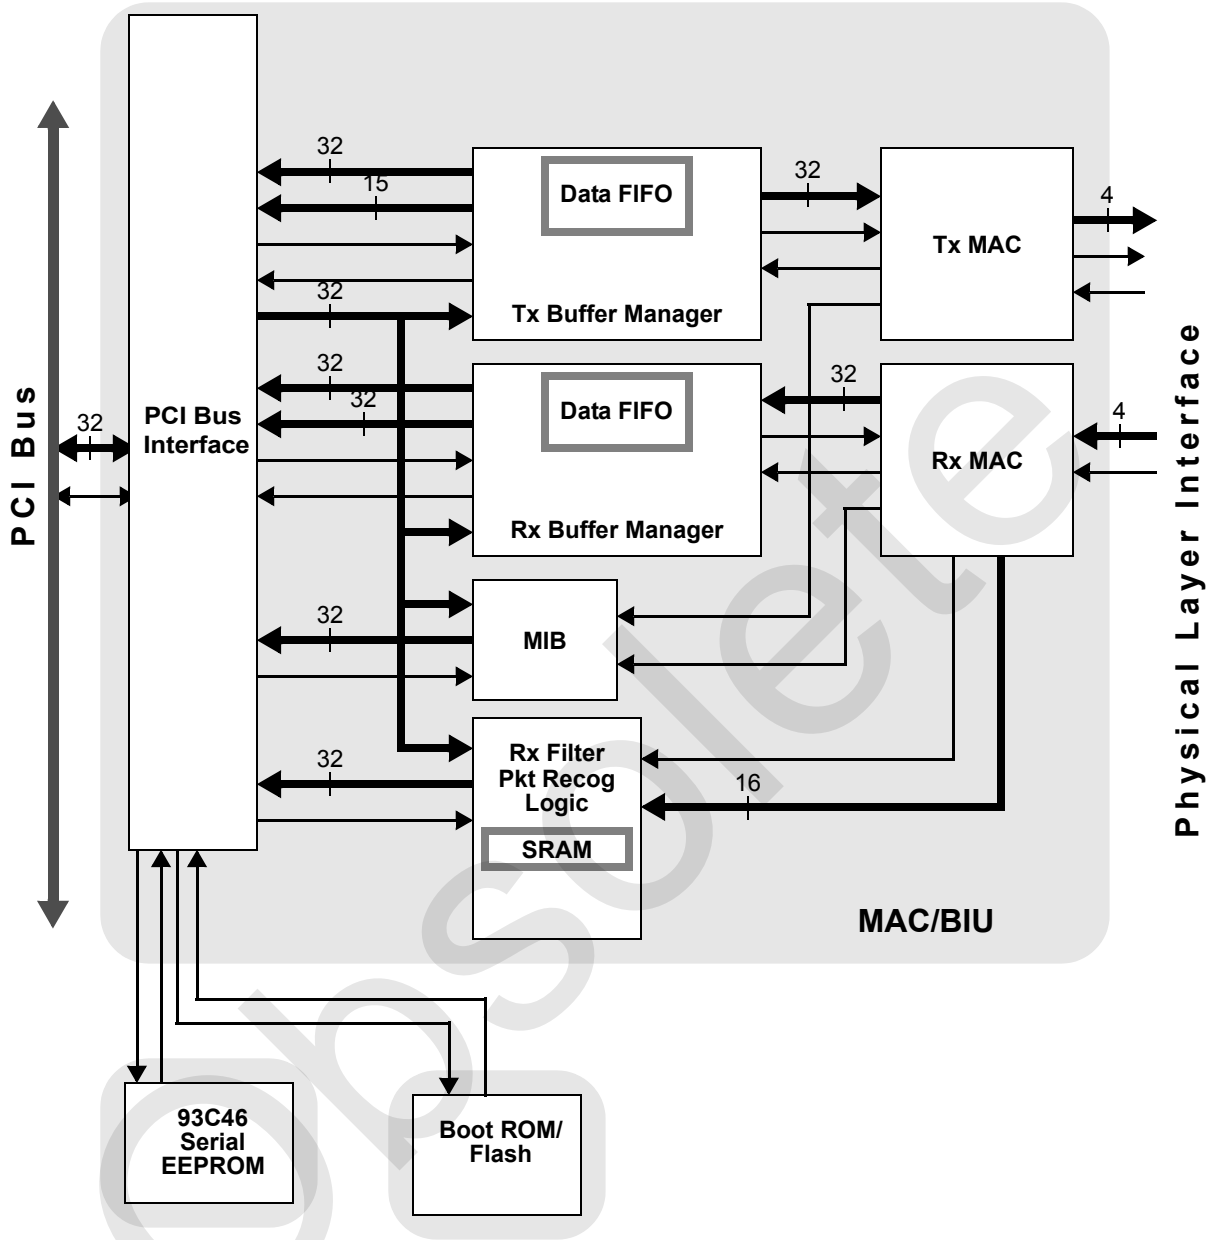 32
15
32
Data FIFO
Tx Buffer Manager
32
Tx MAC
4
PCI Bus
32
PCI Bus
Interface
32
32
Data FIFO
Rx Buffer Manager
32
Rx MAC
4
Physical Layer Interface
32
MIB
32
Rx Filter
Pkt Recog
Logic
SRAM
16
MAC/BIU
93C46
Serial
EEPROM
Boot ROM/
Flash
Obsolete